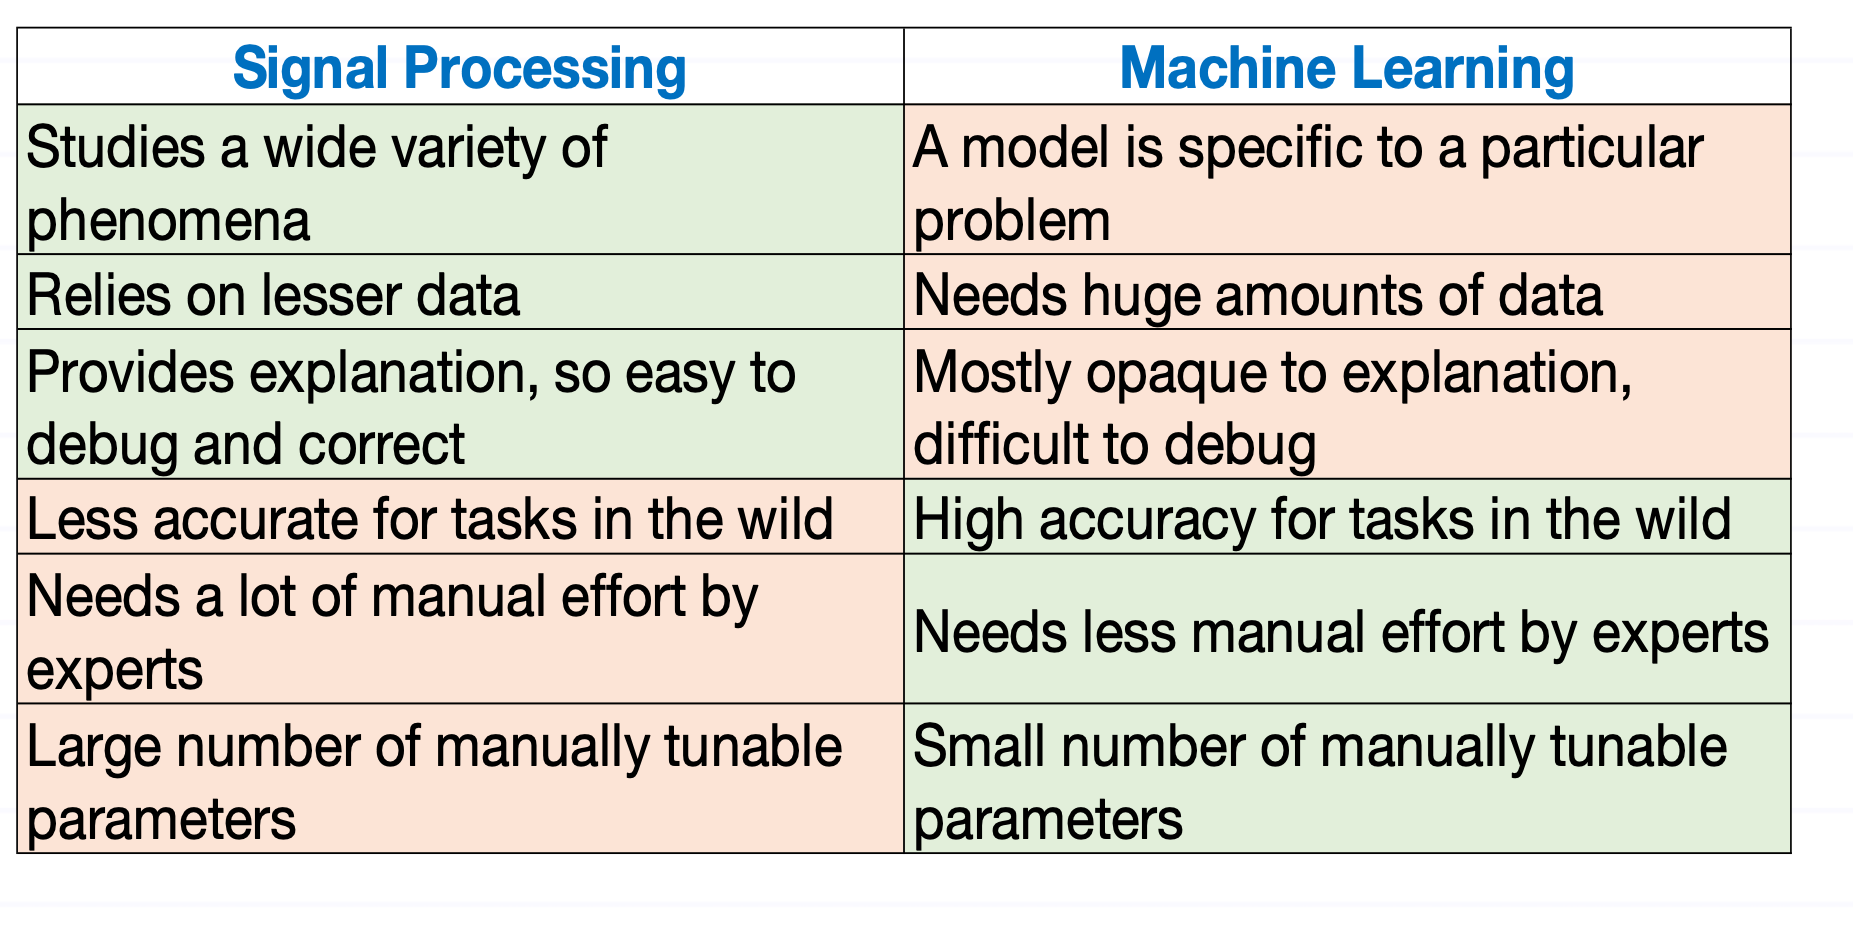 Signal Processing
Machine Learning
Studies a wide variety of
phenomena
A model is specific to a particular
problem
Relies on lesser data
Needs huge amounts of data
Provides explanation, so easy to
debug and correct
Mostly opaque to explanation,
difficult to debug
Less accurate for tasks in the wild
High accuracy for tasks in the wild
Needs a lot of manual effort by
experts
Needs less manual effort by experts
Large number of manually tunable
parameters
Small number of manually tunable
parameters